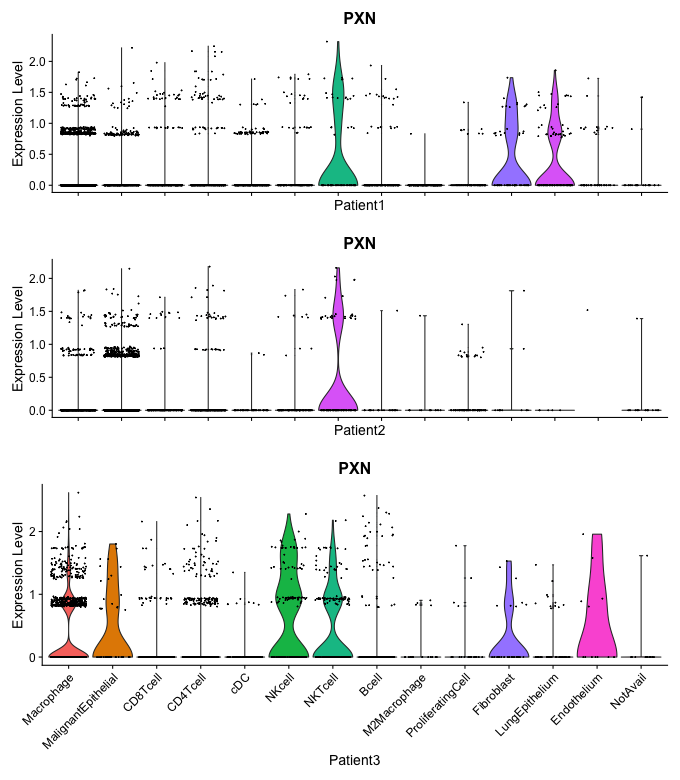 PXN
Expression Level
2.0
1.5
1.0
0.5
0.0
Patient1
PXN
Expression Level
2.0
1.5
1.0
0.5
0.0
Patient2
PXN
Expression Level
2
1
0
Macrophage
MalignantEpithelial
CD8Tcell
CD4Tcell
cDC
NKcell
NKTcell
Bcell
M2Macrophage
ProliferatingCell
Fibroblast
LungEpithelium
Endothelium
NotAvail
Patient3